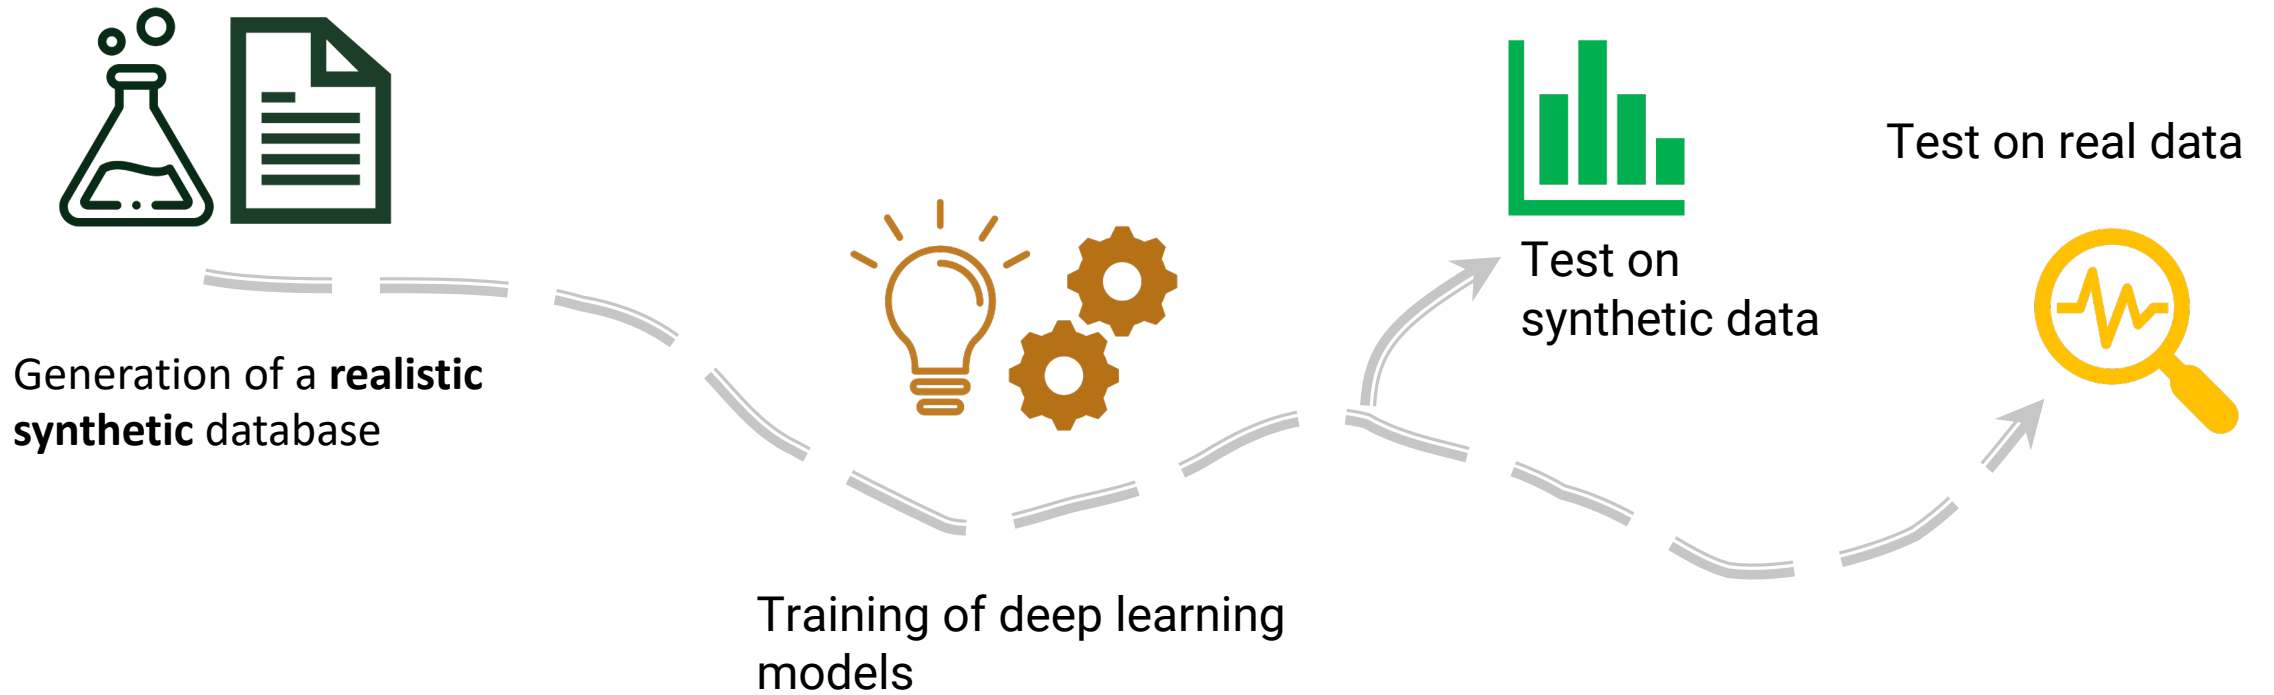 Generation of a realistic
synthetic database
Training of deep learning
models
Test on
synthetic data
Test on real data